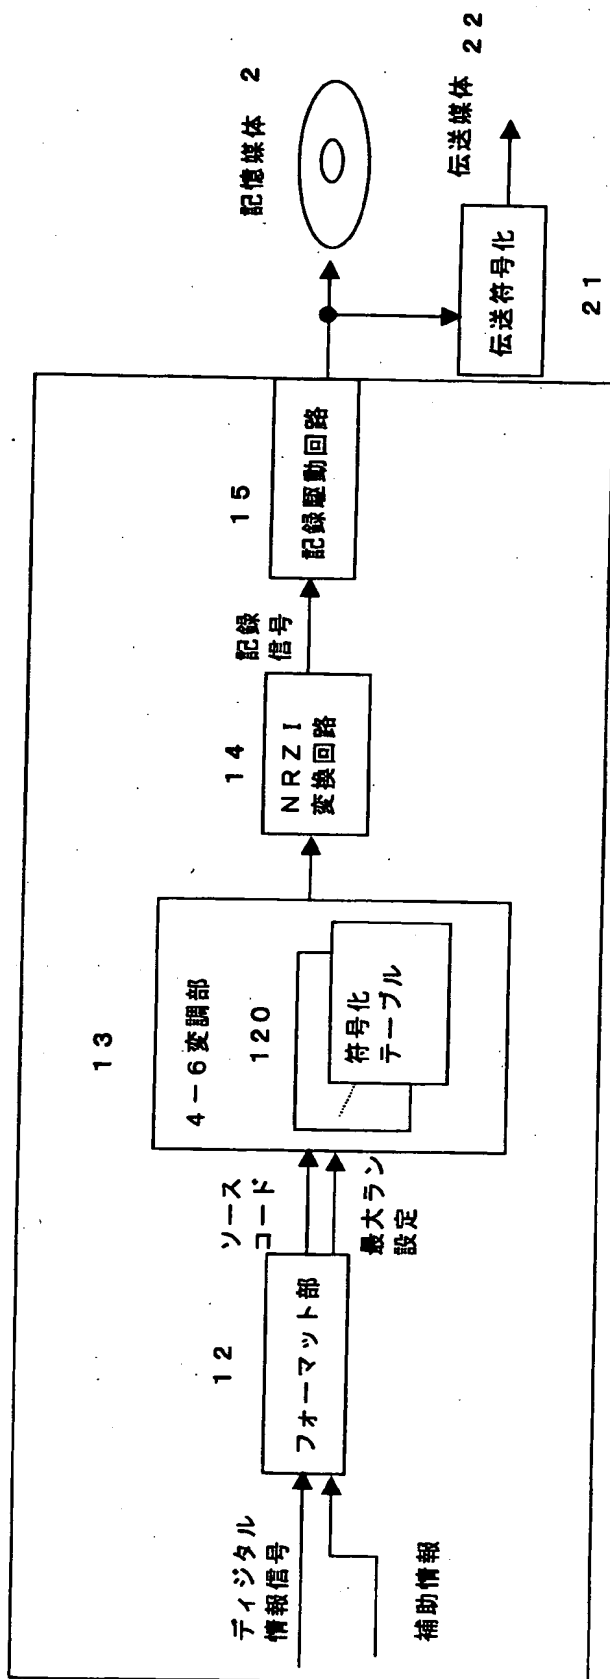 ディジタル
情報信号
補助情報
12
フォーマット部
ソース
コード
最大ラン
設定
13
4-6変調部
120
符号化
テーブル
14
NRZI
変換回路
記録
信号
15
記録駆動回路
記憶媒体 2
伝送符号化
21
伝送媒体 22